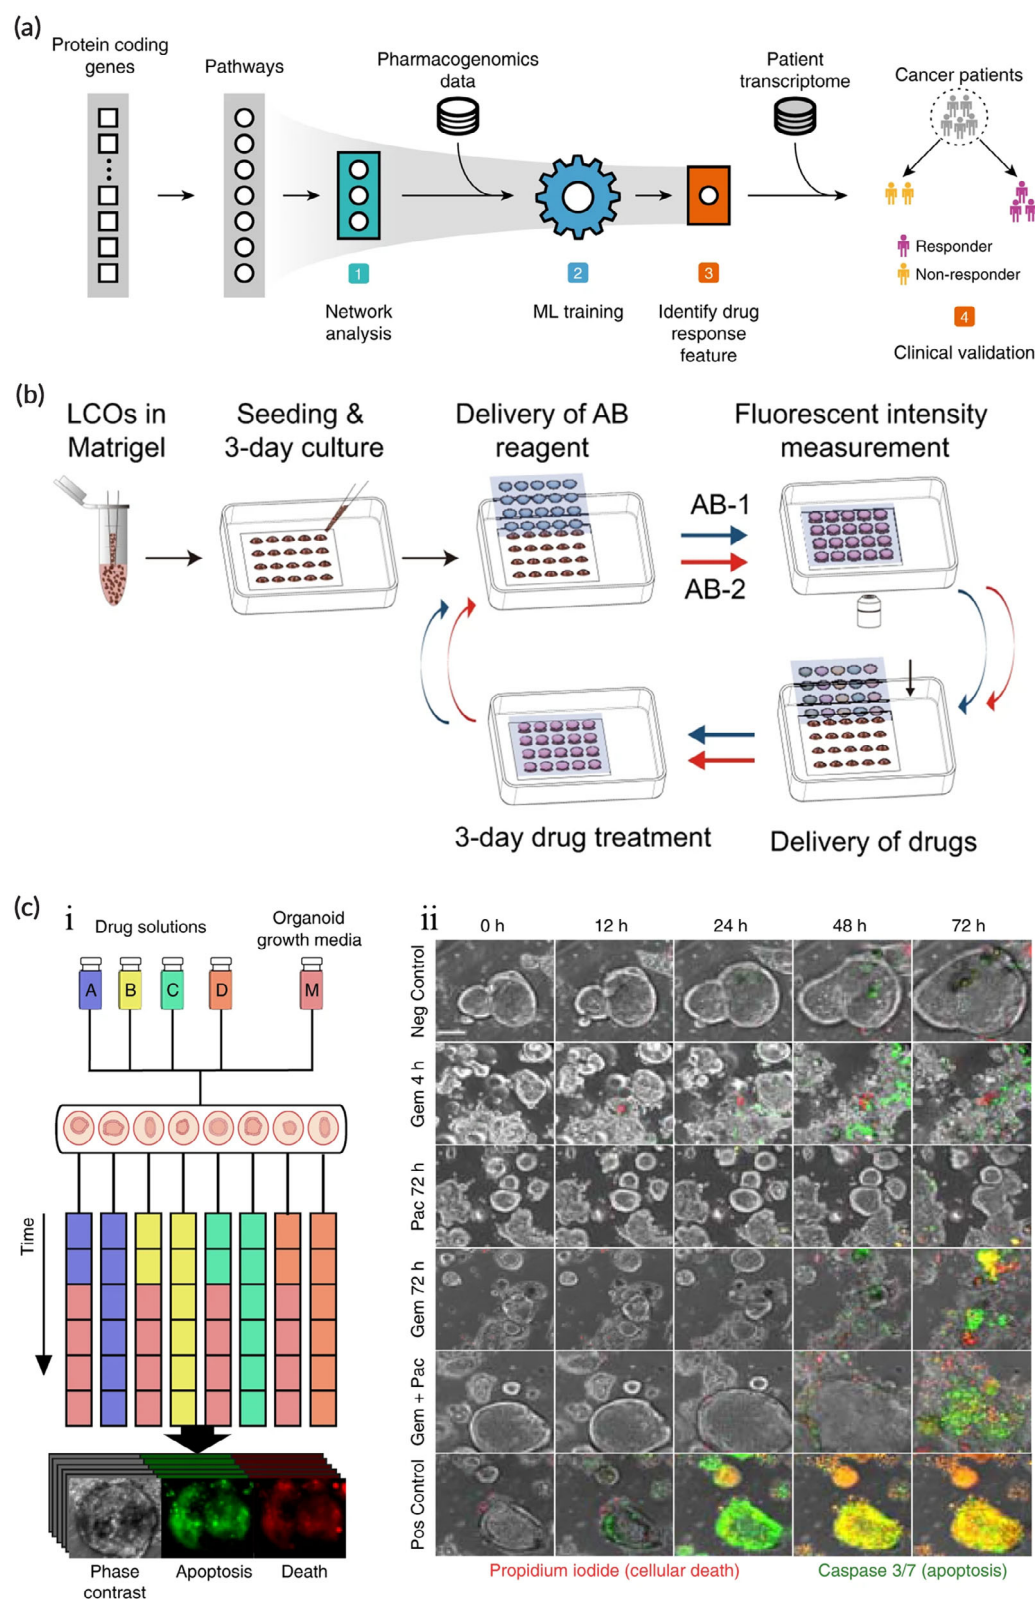 (a)
Protein coding
genes
Pathways
Pharmacogenomics
data
Patient
transcriptome
Cancer patients
1
2
3
Responder
Non-responder
4
Network
analysis
ML training
Identify drug
response
feature
Clinical validation
(b)
LCOs in
Matrigel
Seeding &
3-day culture
Delivery of AB
reagent
Fluorescent intensity
measurement
AB-1
AB-2
3-day drug treatment
Delivery of drugs
(c)
i
Drug solutions
Organoid
growth media
A
B
C
D
M
Time
Phase
contrast
Apoptosis
Death
ii
0 h
12 h
24 h
48 h
72 h
Neg Control
Gem 4 h
Pac 72 h
Gem 72 h
Gem + Pac
Pos Control
Propidium iodide (cellular death)
Caspase 3/7 (apoptosis)